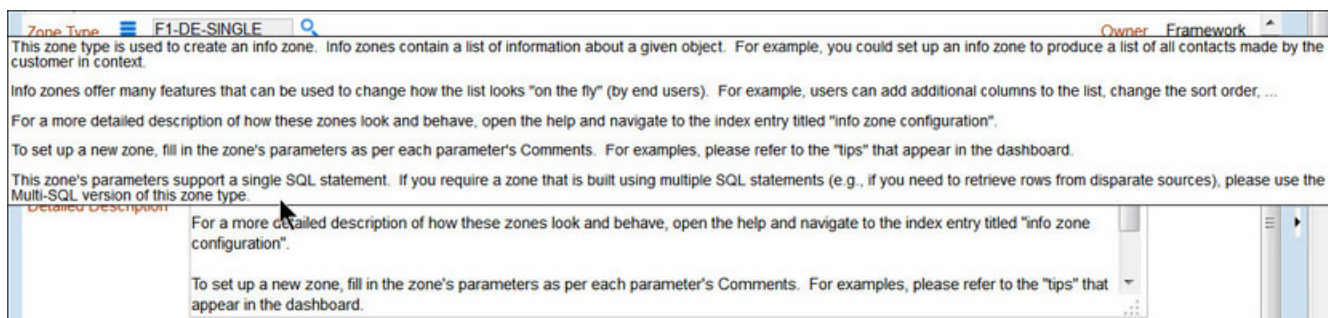 Zone Type F1-DE-SINGLE Owner Framework
This zone type is used to create an info zone. Info zones contain a list of information about a given object. For example, you could set up an info zone to produce a list of all contacts made by the
customer in context.
Info zones offer many features that can be used to change how the list looks "on the fly" (by end users). For example, users can add additional columns to the list, change the sort order, ...
For a more detailed description of how these zones look and behave, open the help and navigate to the index entry titled "info zone configuration".
To set up a new zone, fill in the zone's parameters as per each parameter's Comments. For examples, please refer to the "tips" that appear in the dashboard.
This zone's parameters support a single SQL statement. If you require a zone that is built using multiple SQL statements (e.g., if you need to retrieve rows from disparate sources), please use the
Multi-SQL version of this zone type.
Detailed Description
For a more detailed description of how these zones look and behave, open the help and navigate to the index entry titled "info zone
configuration".
To set up a new zone, fill in the zone's parameters as per each parameter's Comments. For examples, please refer to the "tips" that
appear in the dashboard.